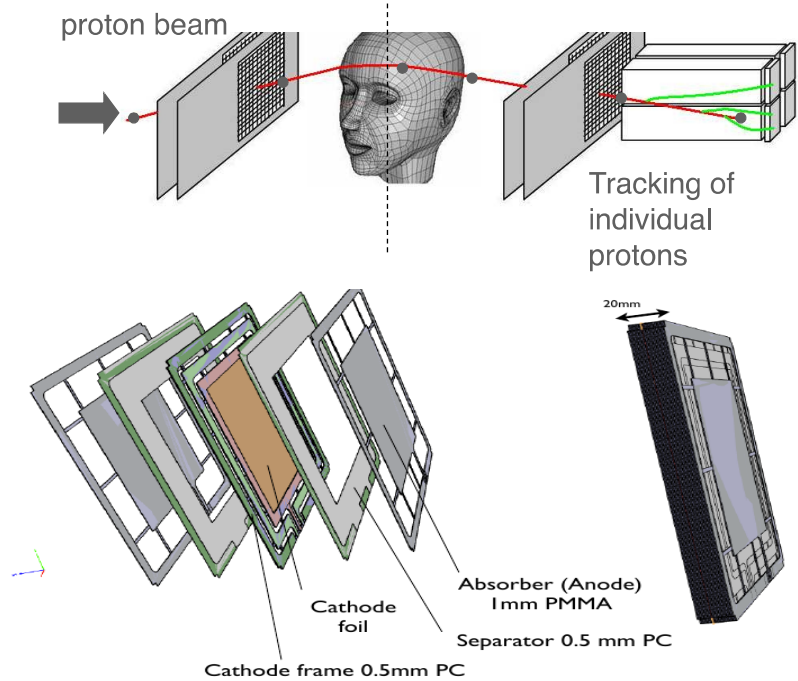 proton beam
Tracking of
individual
protons
20mm
Absorber (Anode)
1mm PMMA
Cathode
foil
Separator 0.5 mm PC
Cathode frame 0.5mm PC